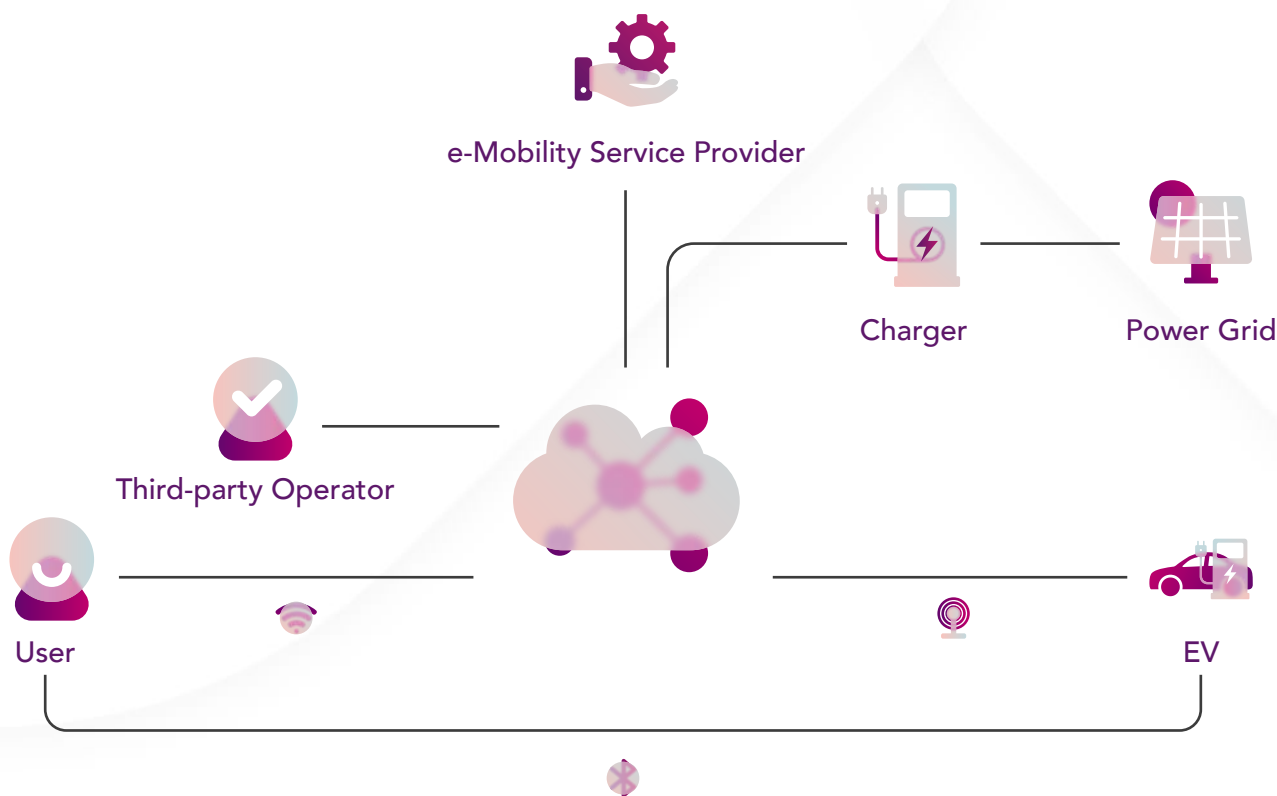 e-Mobility Service Provider
Charger
Power Grid
Third-party Operator
User
EV